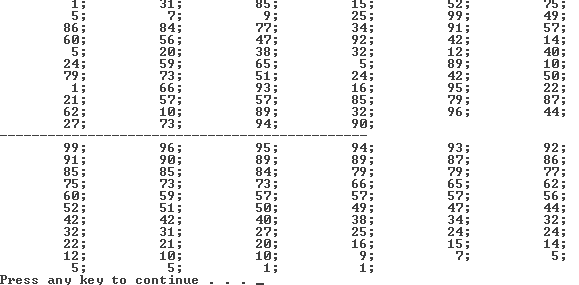 1; 31; 85; 15; 52; 75;
5; 7; 9; 25; 99; 49;
86; 84; 77; 34; 91; 57;
60; 56; 47; 92; 42; 14;
5; 20; 38; 32; 12; 40;
24; 59; 65; 5; 89; 10;
79; 73; 51; 24; 42; 50;
1; 66; 93; 16; 95; 22;
21; 57; 57; 85; 79; 87;
62; 10; 89; 32; 96; 44;
27; 73; 94; 90;
----------------------------------------------
99; 96; 95; 94; 93; 92;
91; 90; 89; 89; 87; 86;
85; 85; 84; 79; 79; 77;
75; 73; 73; 66; 65; 62;
60; 59; 57; 57; 57; 56;
52; 51; 50; 49; 47; 44;
42; 42; 40; 38; 34; 32;
32; 31; 27; 25; 24; 24;
22; 21; 20; 16; 15; 14;
12; 10; 10; 9; 7; 5;
5; 5; 1; 1;
Press any key to continue . . . _